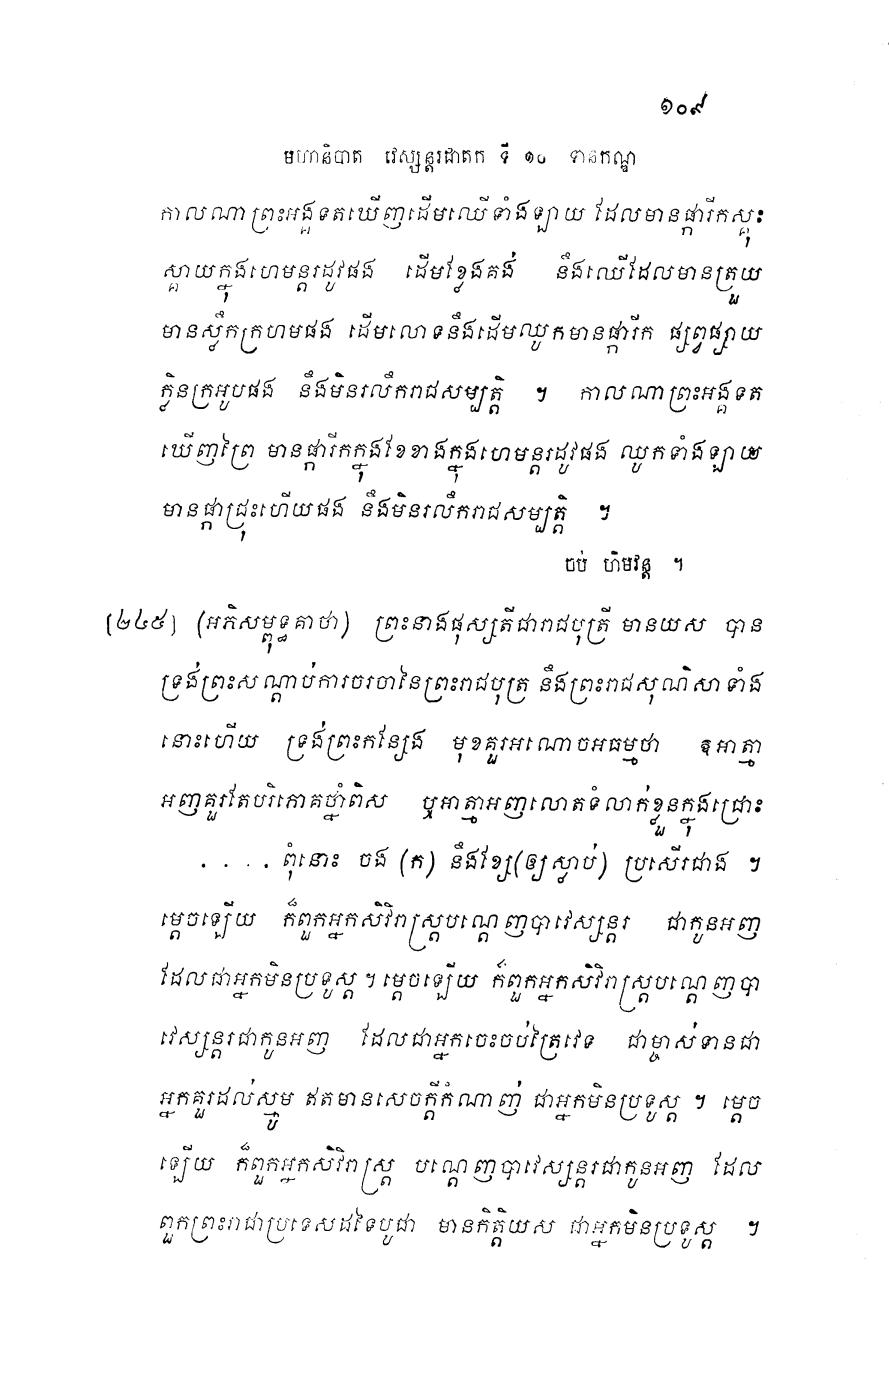 ១០៩
មហានិបាត វេស្សន្តរជាតក ទី ១០ ទានកណ្ឌ
កាលណាព្រះអង្គទតឃើញដើមឈើទាំងឡាយ ដែលមានផ្ការីកស្គុះ
ស្គាយក្នុងហេមន្តរដូវផង ដើមខ្លែងគង់ នឹងឈើដែលមានត្រួយ
មានស្លឹកក្រហមផង ដើមលោទនឹងដើមឈូកមានផ្ការីក ផ្សព្វផ្សាយ
ក្លិនក្រអូបផង នឹងមិនរលឹករាជសម្បត្តិ ។ កាលណាព្រះអង្គទត
ឃើញព្រៃ មានផ្ការីកក្នុងខែខាងក្នុងហេមន្តរដូវផង ឈូកទាំងឡាយ
មានផ្កាជ្រុះហើយផង នឹងមិនរលឹករាជសម្បត្តិ ។
ចប់ ហិមវន្ត ។
[២៤៥] (អភិសម្ពុទ្ធគាថា) ព្រះនាងផុស្សតីជារាជបុត្រី មានយស បាន
ទ្រង់ព្រះសណ្តាប់ការចរចានៃព្រះរាជបុត្រ នឹងព្រះរាជសុណិសាទាំង
នោះហើយ ទ្រង់ព្រះកន្សែង មុខគួរអណោចអធម្មថា ឧអាត្មា
អញគួរតែបរិភោគថ្នាំពិស ឬអាត្មាអញលោតទំលាក់ខ្លួនក្នុងជ្រោះ
. . . . ពុំនោះ ចង (ក) នឹងខ្សែ(ឲ្យស្លាប់) ប្រសើរជាង ។
ម្តេចឡើយ ក៏ពួកអ្នកសិវិរាស្រ្តបណ្តេញបាវេស្សន្តរ ជាកូនអញ
ដែលជាអ្នកមិនប្រទូស្ត ។ ម្តេចឡើយ ក៏ពួកអ្នកសិវិរាស្រ្តបណ្តេញបា
វេស្សន្តរជាកូនអញ ដែលជាអ្នកចេះចប់ត្រៃវេទ ជាម្ចាស់ទានជា
អ្នកគួរដល់ស្មូម ឥតមានសេចក្តីកំណាញ់ ជាអ្នកមិនប្រទូស្ត ។ ម្តេច
ឡើយ ក៏ពួកអ្នកសិវិរាស្រ្ត បណ្តេញបាវេស្សន្តរជាកូនអញ ដែល
ពួកព្រះរាជាប្រទេសដទៃបូជា មានកិត្តិយស ជាអ្នកមិនប្រទូស្ត ។